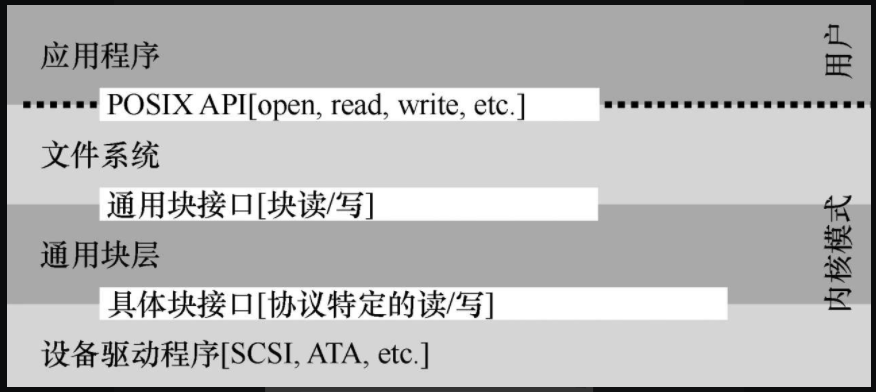 应用程序
用户
POSIX API[open, read, write, etc.]
文件系统
通用块接口[块读/写]
通用块层
内核模式
具体块接口[协议特定的读/写]
设备驱动程序[SCSI, ATA, etc.]